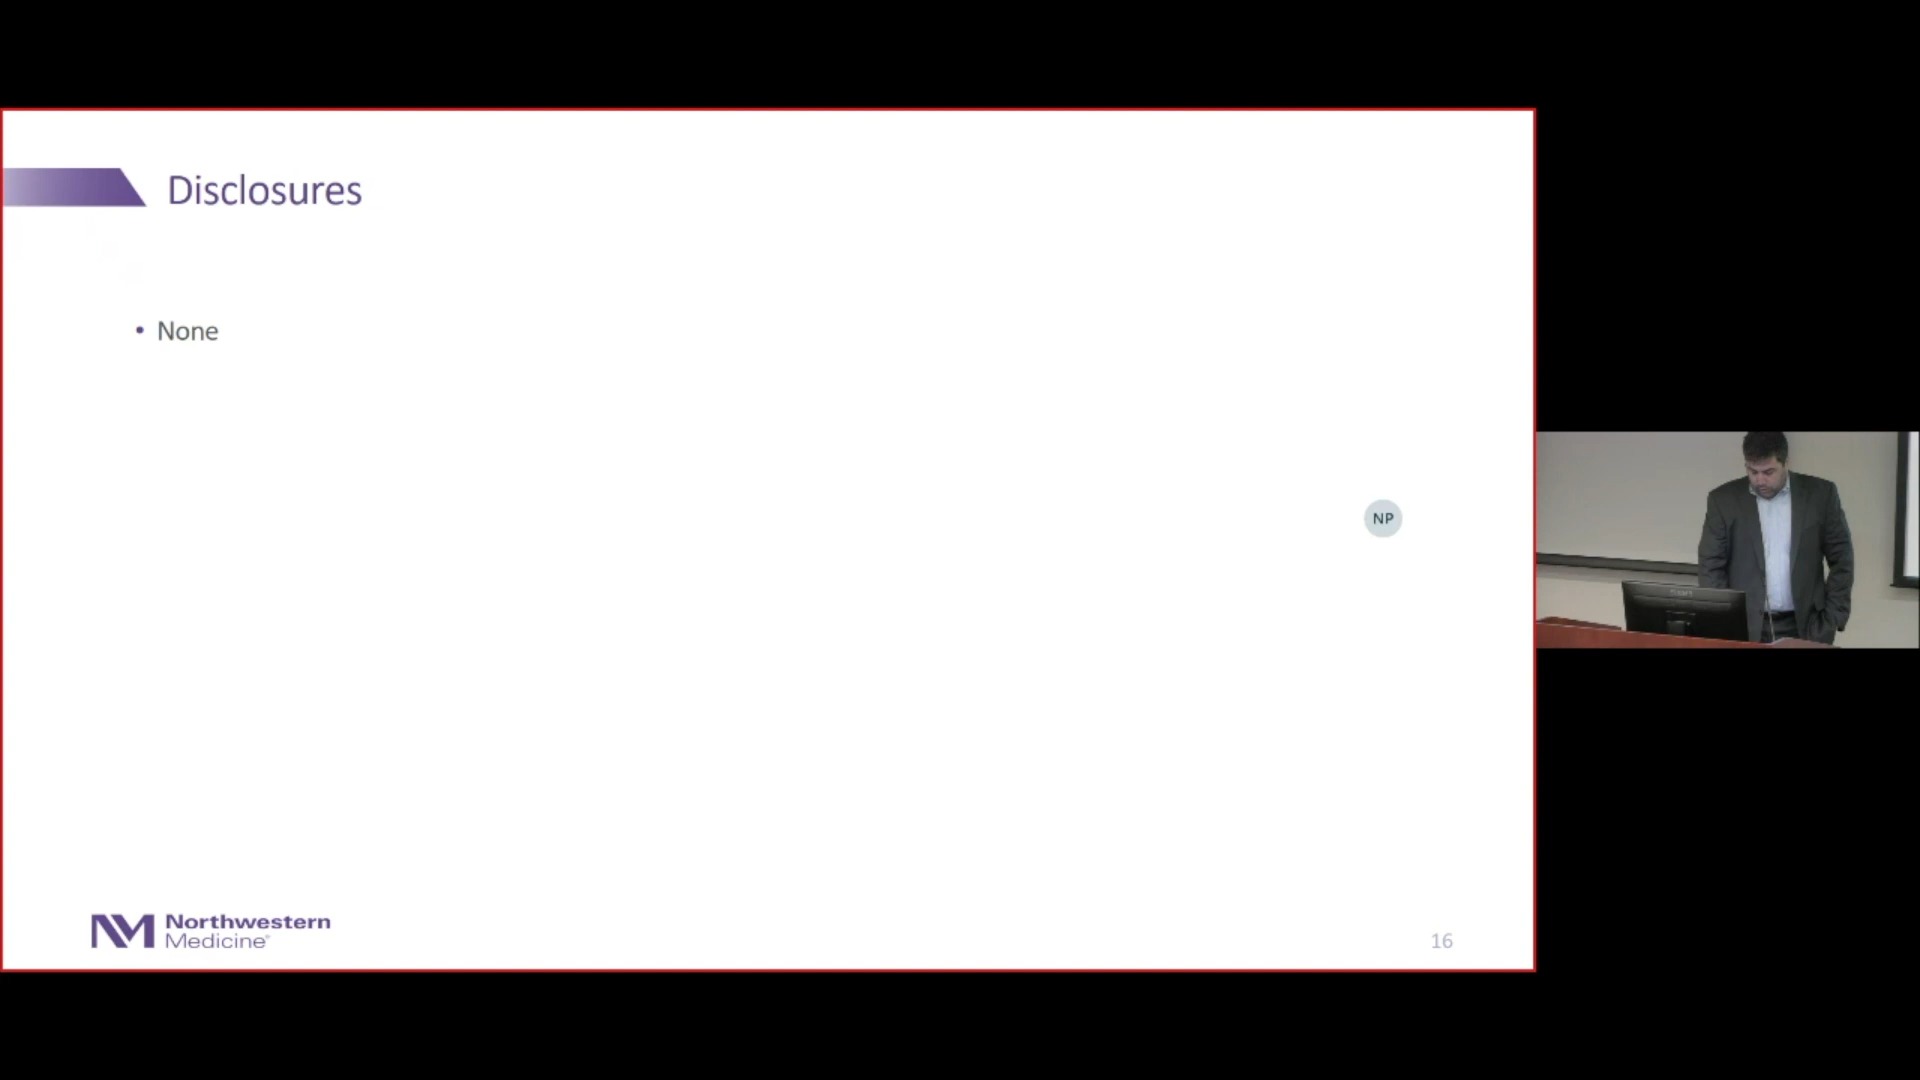 Disclosures
• None
NP
Northwestern
Medicine®
16